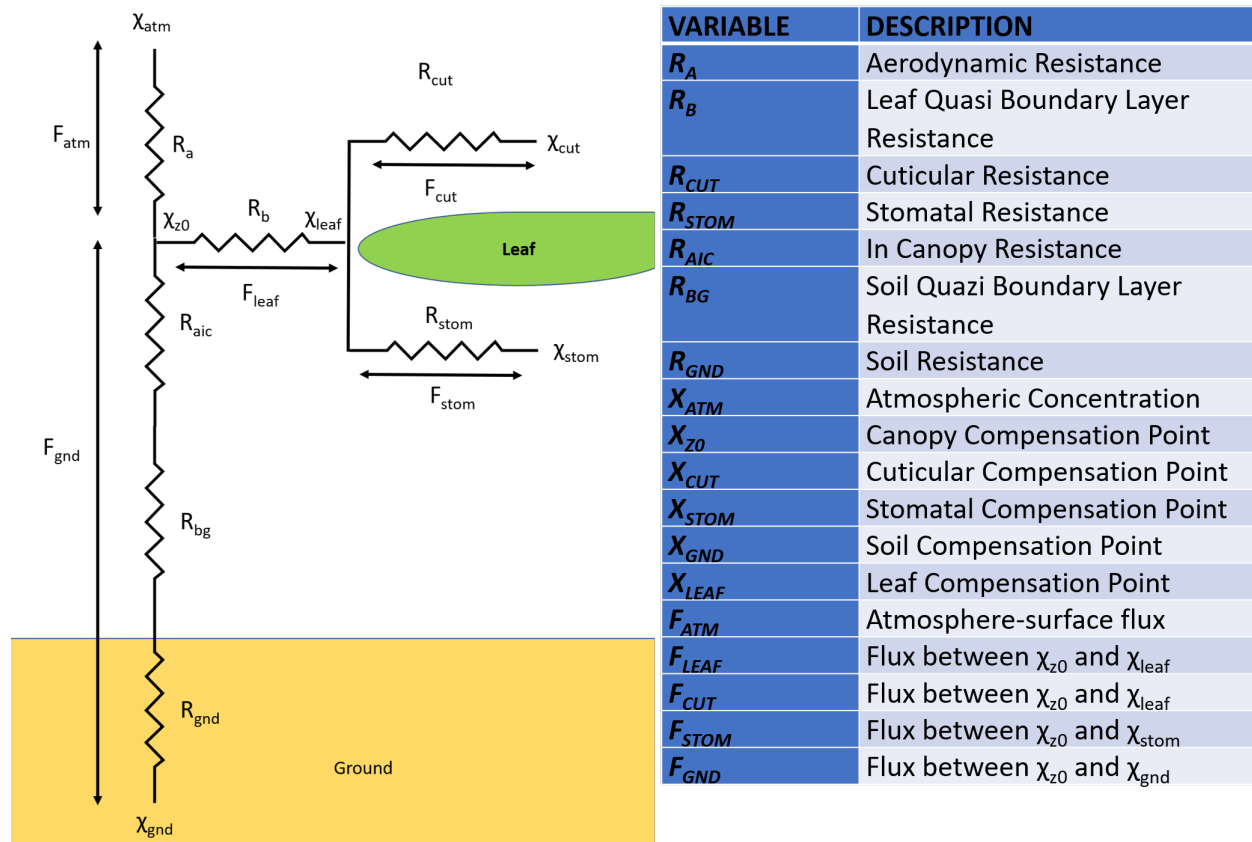 χatm
Rcut
Fatm
Ra
χcut
Fcut
χz0
Rb
χleaf
Leaf
Fleaf
Raic
Rstom
χstom
Fstom
Fgnd
Rbg
Rgnd
Ground
χgnd
VARIABLE DESCRIPTION
RA Aerodynamic Resistance
RB Leaf Quasi Boundary Layer
Resistance
RCUT Cuticular Resistance
RSTOM Stomatal Resistance
RAIC In Canopy Resistance
RBG Soil Quazi Boundary Layer
Resistance
RGND Soil Resistance
XATM Atmospheric Concentration
XZ0 Canopy Compensation Point
XCUT Cuticular Compensation Point
XSTOM Stomatal Compensation Point
XGND Soil Compensation Point
XLEAF Leaf Compensation Point
FATM Atmosphere-surface flux
FLEAF Flux between χz0 and χleaf
FCUT Flux between χz0 and χleaf
FSTOM Flux between χz0 and χstom
FGND Flux between χz0 and χgnd